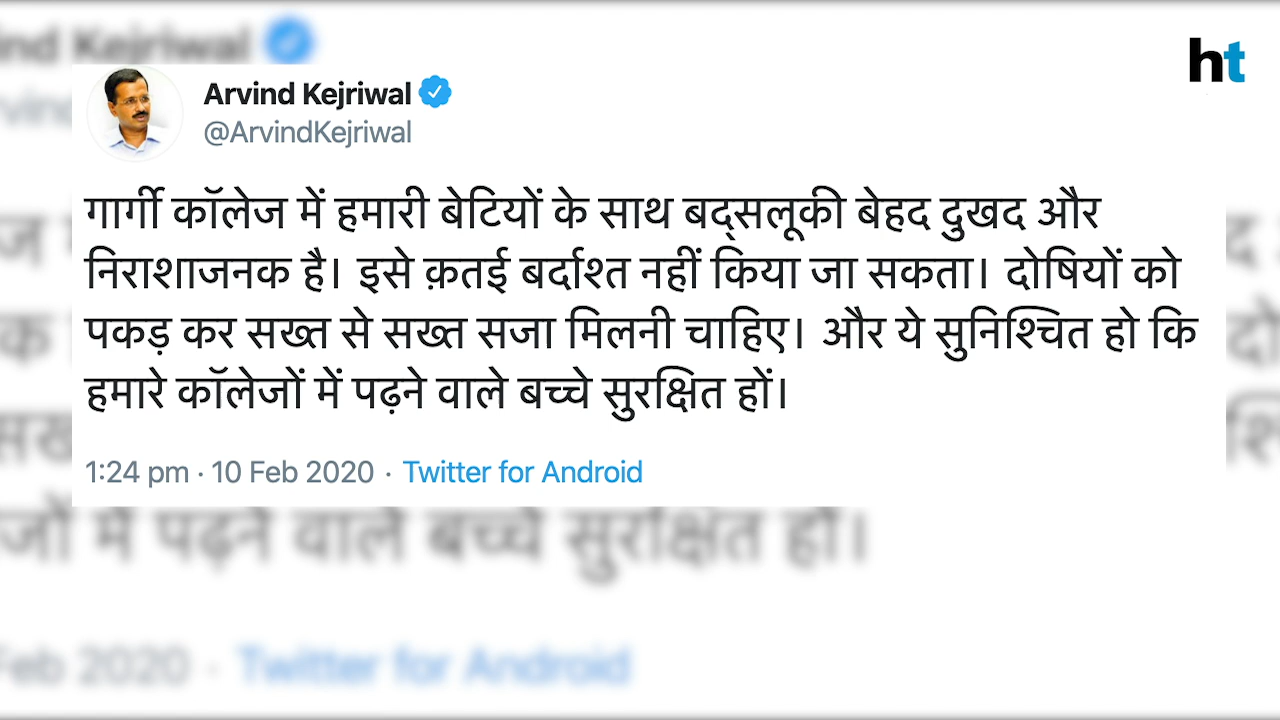 ht
Arvind Kejriwal
@ArvindKejriwal
गार्गी कॉलेज में हमारी बेटियों के साथ बद्सलूकी बेहद दुखद और
निराशाजनक है। इसे क़तई बर्दाश्त नहीं किया जा सकता। दोषियों को
पकड़ कर सख्त से सख्त सजा मिलनी चाहिए। और ये सुनिश्चित हो कि
हमारे कॉलेजों में पढ़ने वाले बच्चे सुरक्षित हों।
1:24 pm · 10 Feb 2020 · Twitter for Android